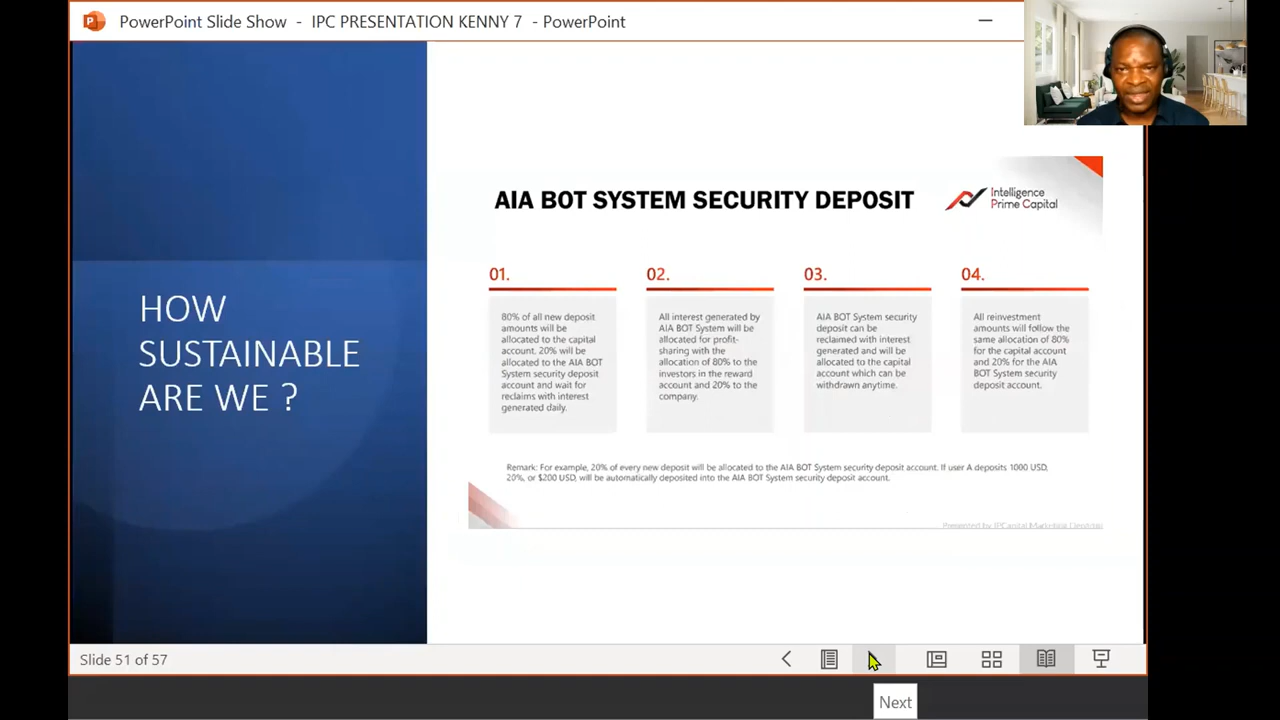 PowerPoint Slide Show - IPC PRESENTATION KENNY 7 - PowerPoint
HOW
SUSTAINABLE
ARE WE ?
AIA BOT SYSTEM SECURITY DEPOSIT
Intelligence
Prime Capital
01.
80% of all new deposit
amounts will be
allocated to the capital
account, 20% will be
allocated to the AIA BOT
System security deposit
account and wait for
reclaims with interest
generated daily.
02.
All interest generated by
AIA BOT System will be
allocated for profit-
sharing with the
allocation of 80% to the
investors in the reward
account and 20% to the
company.
03.
AIA BOT System security
deposit can be
reclaimed with interest
generated and will be
allocated to the capital
account which can be
withdrawn anytime.
04.
All reinvestment
amounts will follow the
same allocation of 80%
for the capital account
and 20% for the AIA
BOT System security
deposit account.
Remark: For example, 20% of every new deposit will be allocated to the AIA BOT System security deposit account. If user A deposits 1000 USD,
20%, or $200 USD, will be automatically deposited into the AIA BOT System security deposit account.
Presented by IPCapital Marketing
Slide 51 of 57
Next